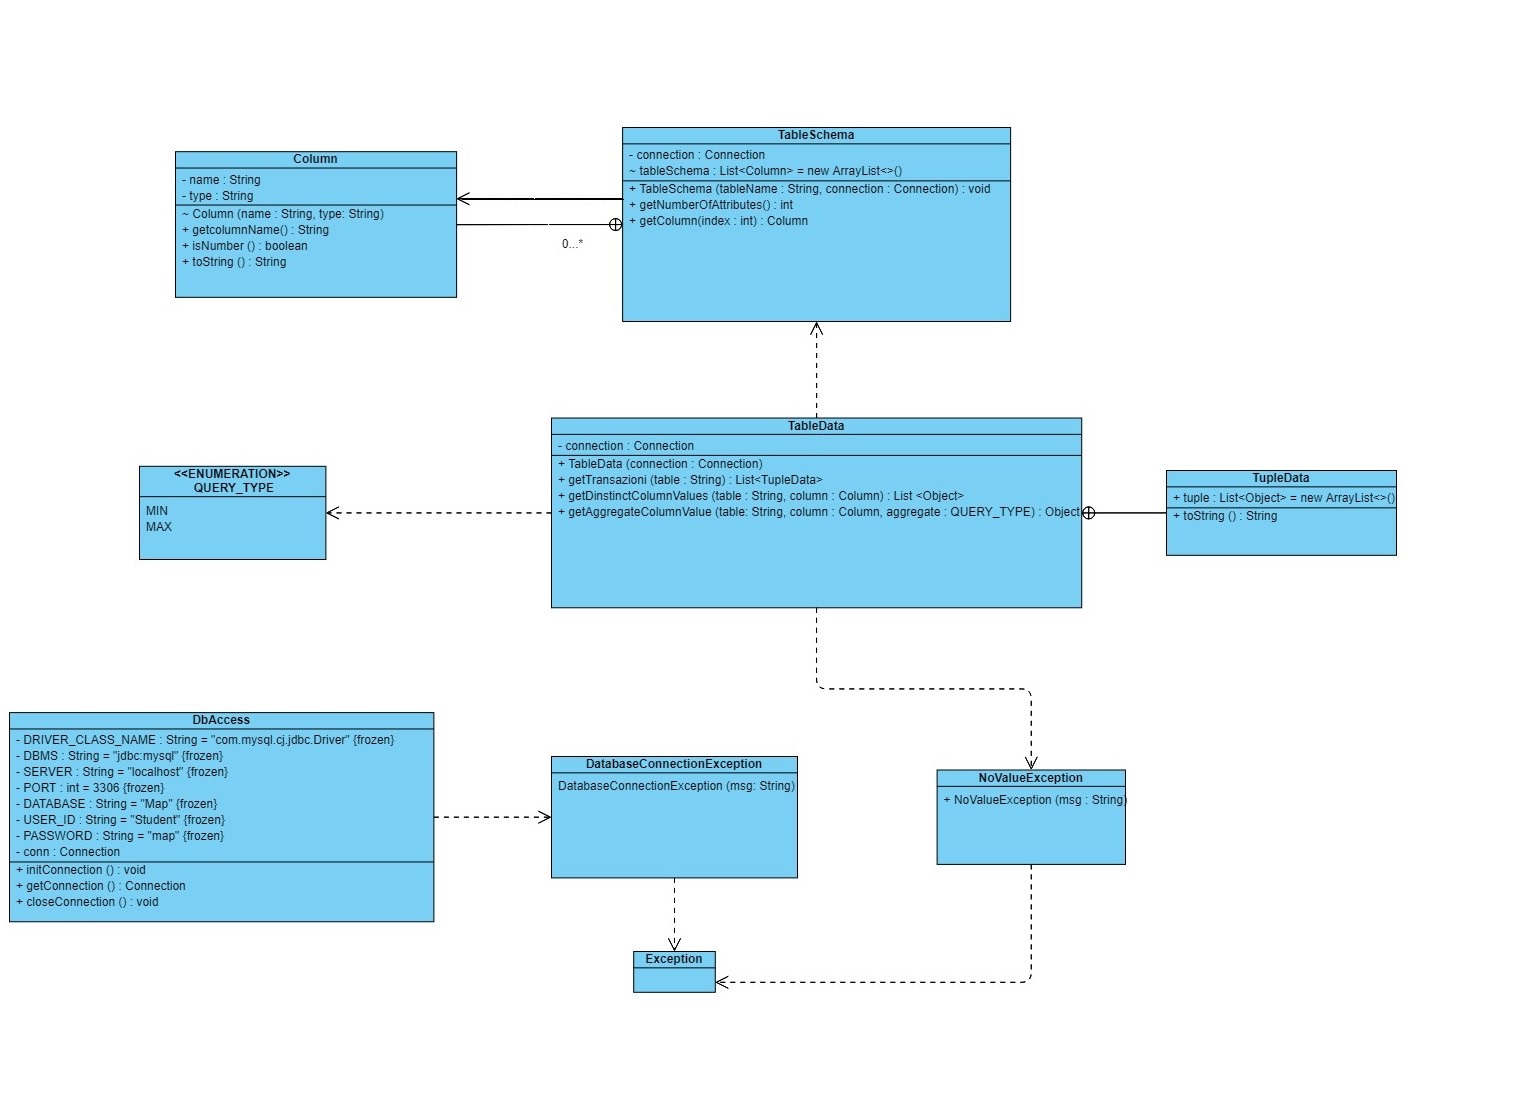 TableSchema
- connection : Connection
~ tableSchema : List<Column> = new ArrayList<>()
+ TableSchema (tableName : String, connection : Connection) : void
+ getNumberOfAttributes() : int
+ getColumn(index : int) : Column
Column
- name : String
- type : String
~ Column (name : String, type: String)
+ getcolumnName() : String
+ isNumber () : boolean
+ toString () : String
0...*
TableData
- connection : Connection
+ TableData (connection : Connection)
+ getTransazioni (table : String) : List<TupleData>
+ getDinstinctColumnValues (table : String, column : Column) : List <Object>
+ getAggregateColumnValue (table: String, column : Column, aggregate : QUERY_TYPE) : Object
<<ENUMERATION>>
QUERY_TYPE
MIN
MAX
TupleData
+ tuple : List<Object> = new ArrayList<>()
+ toString () : String
DbAccess
- DRIVER_CLASS_NAME : String = "com.mysql.cj.jdbc.Driver" {frozen}
- DBMS : String = "jdbc:mysql" {frozen}
- SERVER : String = "localhost" {frozen}
- PORT : int = 3306 {frozen}
- DATABASE : String = "Map" {frozen}
- USER_ID : String = "Student" {frozen}
- PASSWORD : String = "map" {frozen}
- conn : Connection
+ initConnection () : void
+ getConnection () : Connection
+ closeConnection () : void
DatabaseConnectionException
DatabaseConnectionException (msg: String)
NoValueException
+ NoValueException (msg : String)
Exception